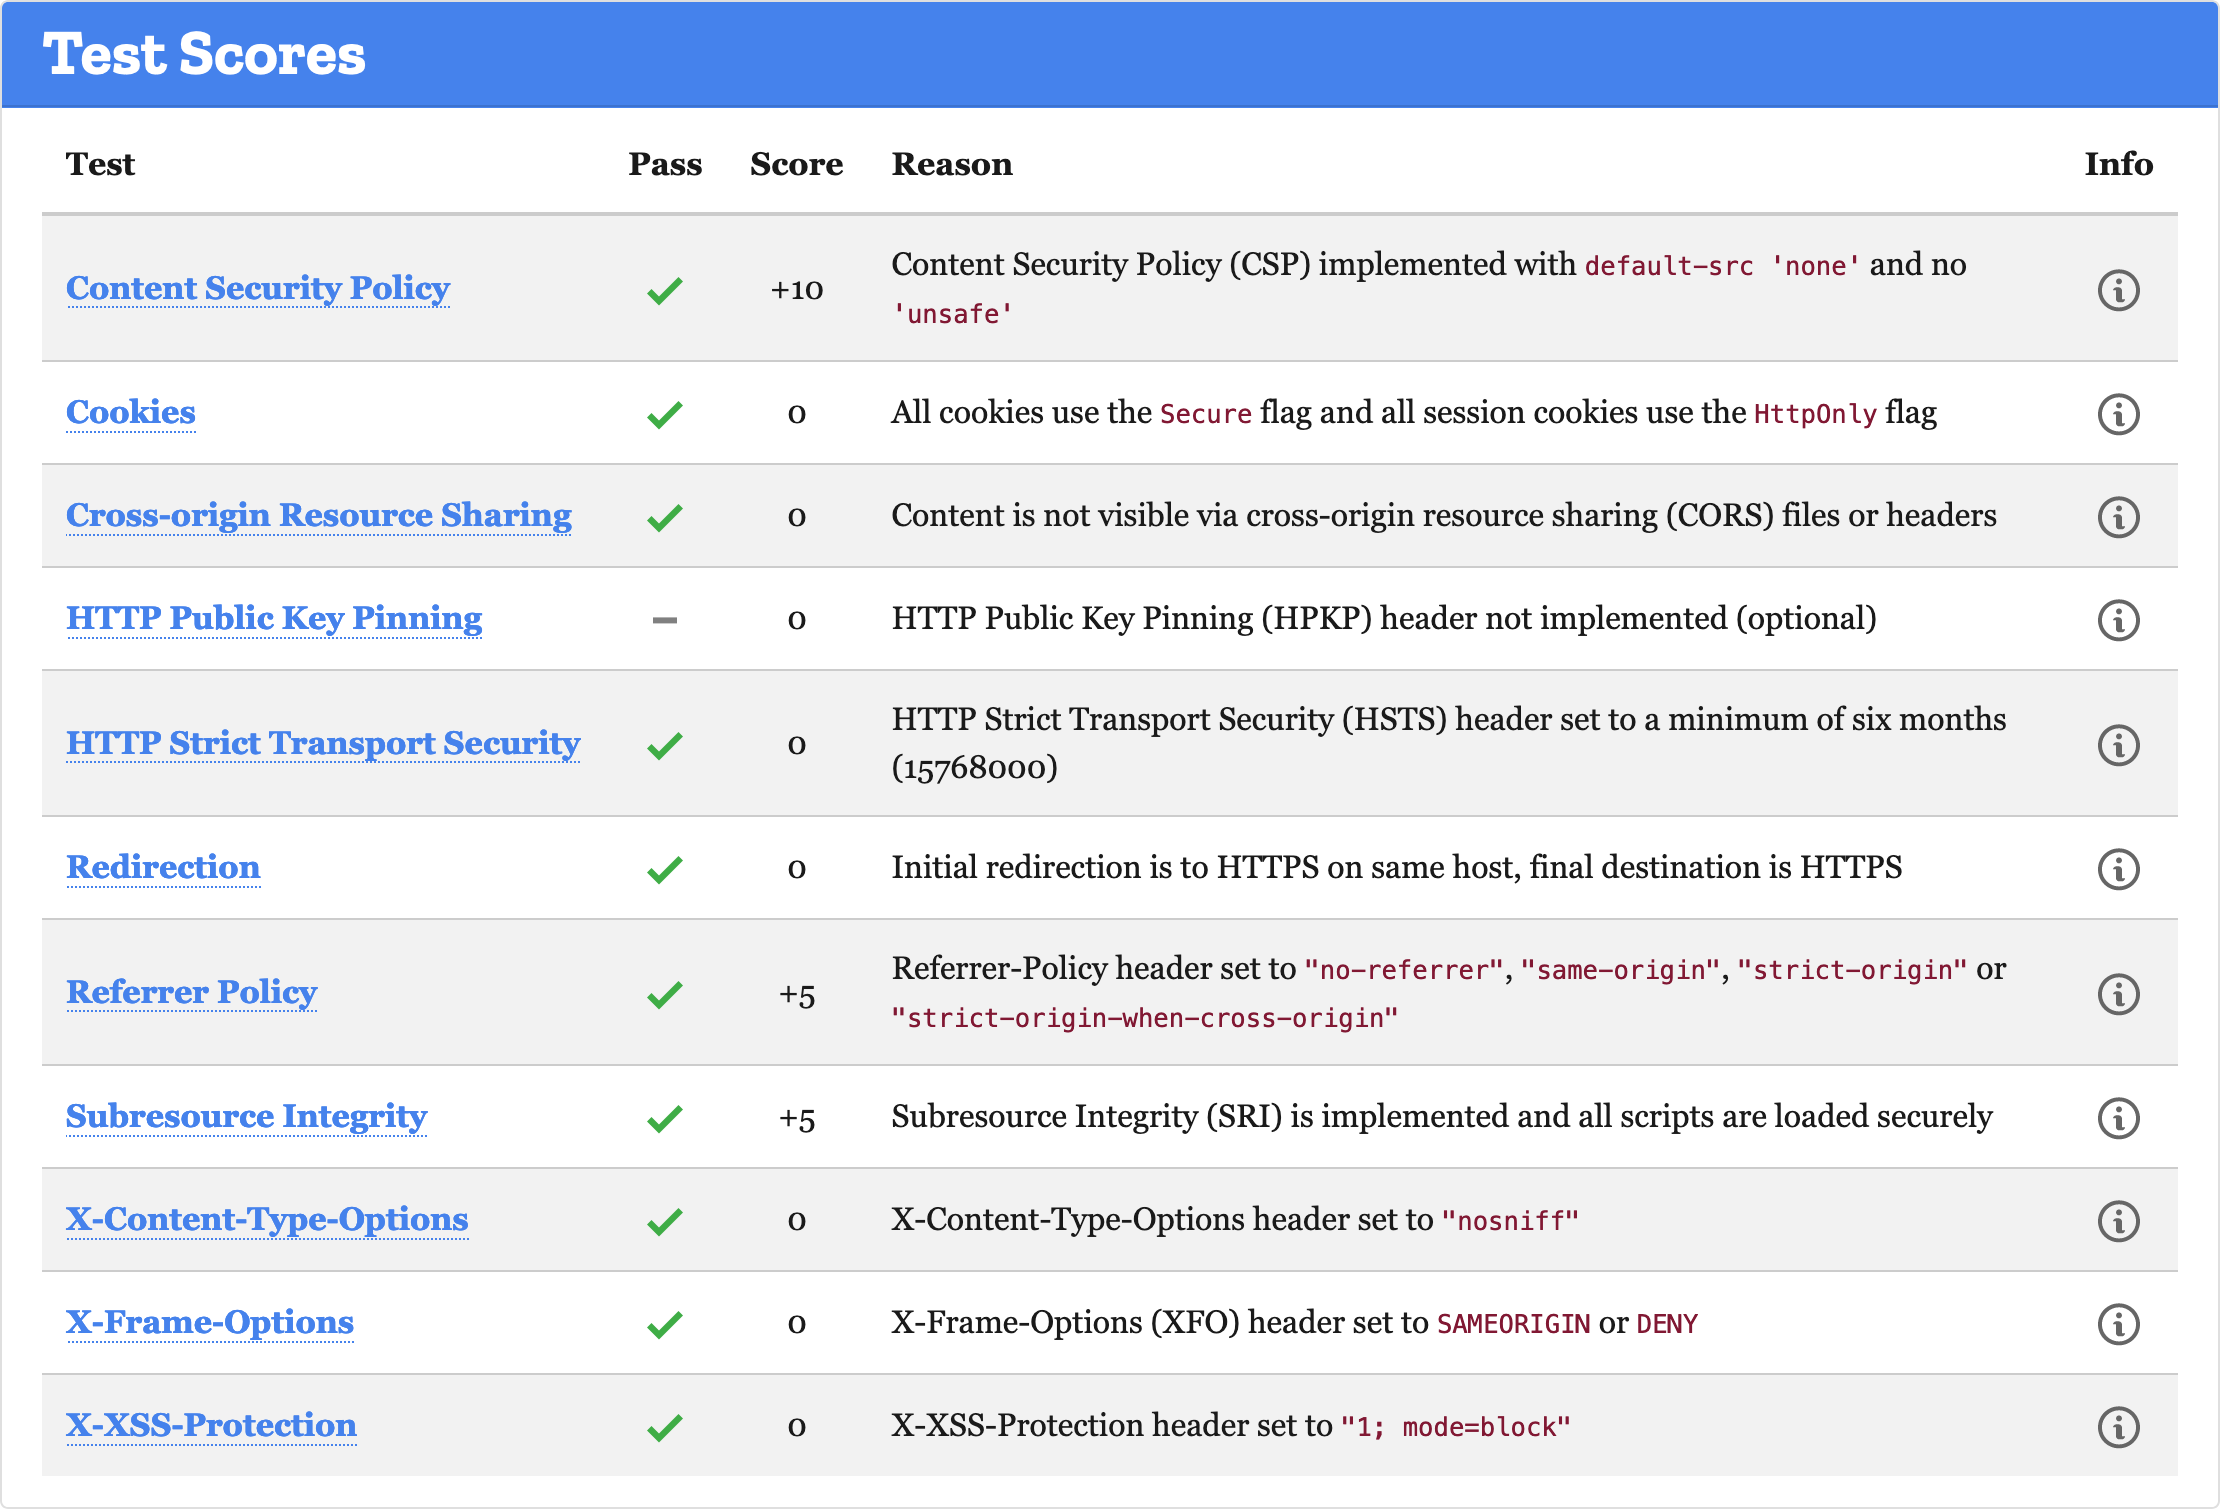 Test Scores
Test Pass Score Reason Info
Content Security Policy +10 Content Security Policy (CSP) implemented with default-src 'none' and no
'unsafe'
Cookies 0 All cookies use the Secure flag and all session cookies use the HttpOnly flag
Cross-origin Resource Sharing 0 Content is not visible via cross-origin resource sharing (CORS) files or headers
HTTP Public Key Pinning – 0 HTTP Public Key Pinning (HPKP) header not implemented (optional)
HTTP Strict Transport Security 0 HTTP Strict Transport Security (HSTS) header set to a minimum of six months
(15768000)
Redirection 0 Initial redirection is to HTTPS on same host, final destination is HTTPS
Referrer Policy +5 Referrer-Policy header set to "no-referrer", "same-origin", "strict-origin" or
"strict-origin-when-cross-origin"
Subresource Integrity +5 Subresource Integrity (SRI) is implemented and all scripts are loaded securely
X-Content-Type-Options 0 X-Content-Type-Options header set to "nosniff"
X-Frame-Options 0 X-Frame-Options (XFO) header set to SAMEORIGIN or DENY
X-XSS-Protection 0 X-XSS-Protection header set to "1; mode=block"